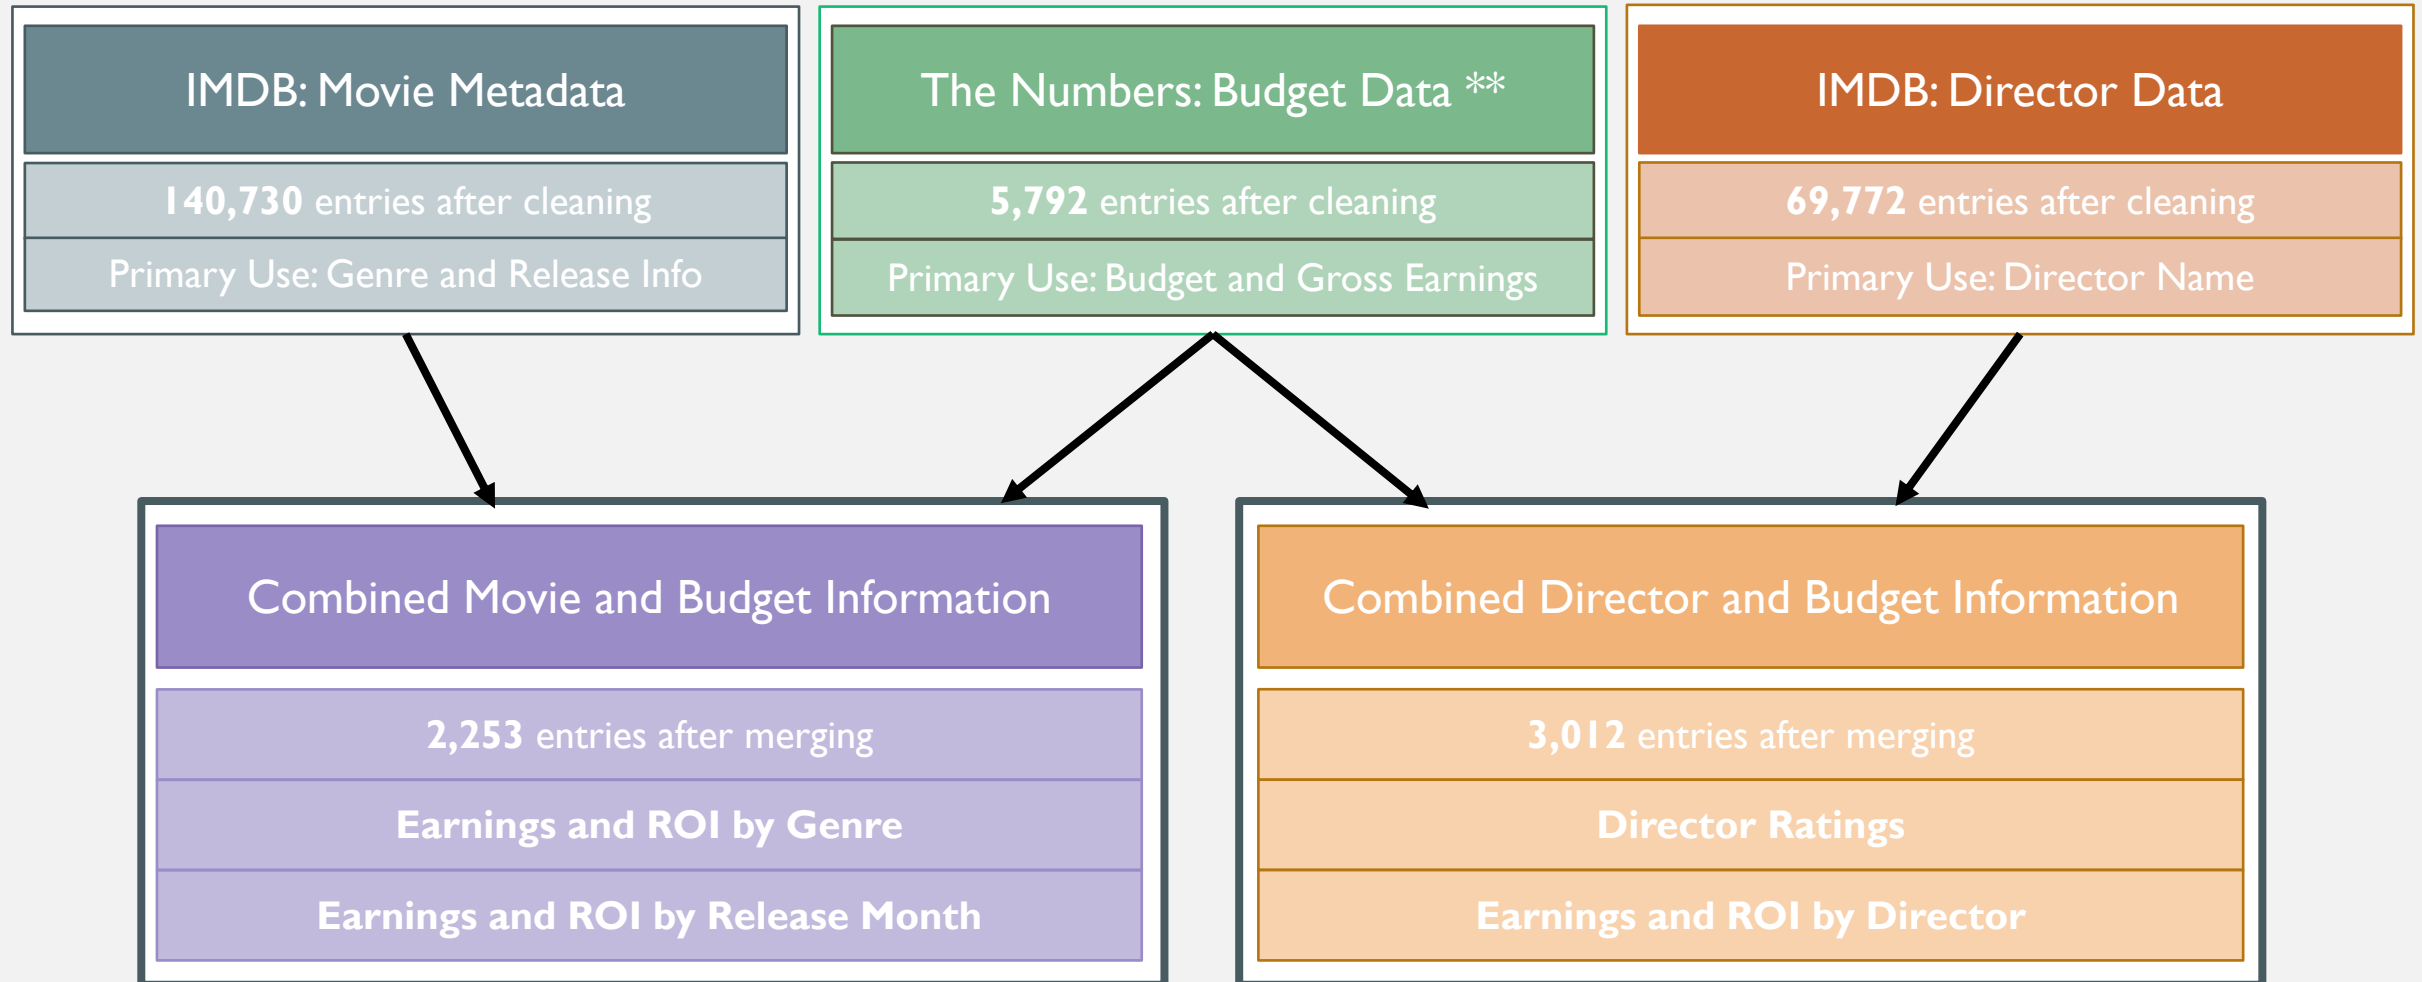 IMDB: Movie Metadata
140,730 entries after cleaning
Primary Use: Genre and Release Info
The Numbers: Budget Data **
5,792 entries after cleaning
Primary Use: Budget and Gross Earnings
IMDB: Director Data
69,772 entries after cleaning
Primary Use: Director Name
Combined Movie and Budget Information
2,253 entries after merging
Earnings and ROI by Genre
Earnings and ROI by Release Month
Combined Director and Budget Information
3,012 entries after merging
Director Ratings
Earnings and ROI by Director